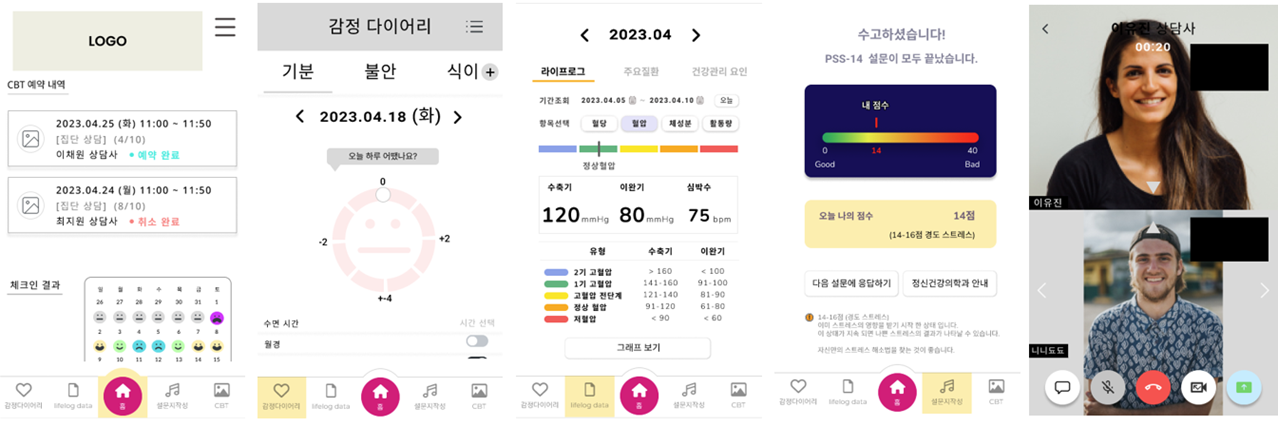 LOGO
CBT 예약 내역
2023.04.25 (화) 11:00 ~ 11:50
[집단 상담] (4/10)
이채원 상담사 * 예약 완료
2023.04.24 (월) 11:00 ~ 11:50
[집단 상담] (8/10)
최지원 상담사 * 취소 완료
체크인 결과
일 월 화 수 목 금 토
26 27 28 29 30 31 1
2 3 4 5 6 7 8
9 10 11 12 13 14 15
감정다이어리 lifelog data 홈 설문지작성 CBT
감정 다이어리
기분 불안 식이
2023.04.18 (화)
오늘 하루 어땠나요?
0
-2 +2
+-4
수면 시간 시간 선택
월경
감정다이어리 lifelog data 홈 설문지작성 CBT
2023.04
라이프로그 주요질환 건강관리 요인
기간조회 2023.04.05 ~ 2023.04.10 오늘
항목선택 혈당 혈압 체성분 활동량
정상혈압
수축기 이완기 심박수
120 mmHg 80 mmHg 75 bpm
유형 수축기 이완기
2기 고혈압 > 160 < 100
1기 고혈압 141-160 91-100
고혈압 전단계 121-140 81-90
정상 혈압 91-120 61-80
저혈압 < 90 < 60
그래프 보기
감정다이어리 lifelog data 홈 설문지작성 CBT
수고하셨습니다!
PSS-14 설문이 모두 끝났습니다.
내 점수
0 14 40
Good Bad
오늘 나의 점수 14점
(14-16점 경도 스트레스)
다음 설문에 응답하기 정신건강의학과 안내
14-16점 (경도 스트레스)
이미 스트레스의 영향을 받기 시작 한 상태 입니다.
이 상태가 지속 되면 나쁜 스트레스의 결과가 나타날 수 있습니다.
자신만의 스트레스 해소법을 찾는 것이 좋습니다.
감정다이어리 lifelog data 홈 설문지작성 CBT
이유진 상담사
00:20
이유진
니니됴됴